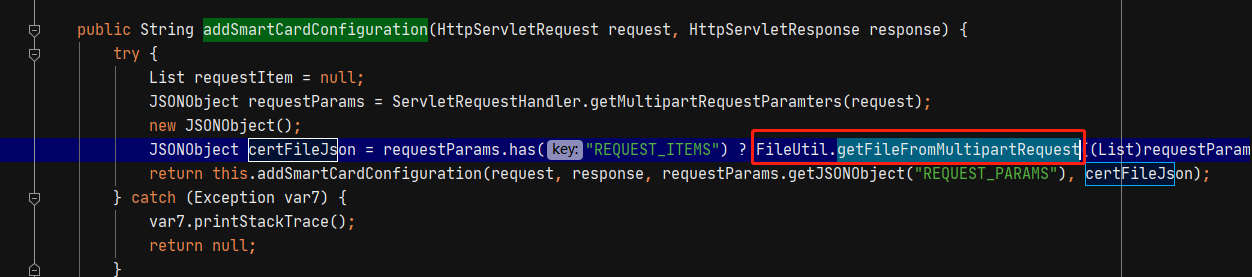 public String addSmartCardConfiguration(HttpServletRequest request, HttpServletResponse response) {
try {
List requestItem = null;
JSONObject requestParams = ServletRequestHandler.getMultipartRequestParamters(request);
new JSONObject();
JSONObject certFileJson = requestParams.has( key: "REQUEST_ITEMS") ? FileUtil.getFileFromMultipartRequest((List)requestParam
return this.addSmartCardConfiguration(request, response, requestParams.getJSONObject("REQUEST_PARAMS"), certFileJson);
} catch (Exception var7) {
var7.printStackTrace();
return null;
}